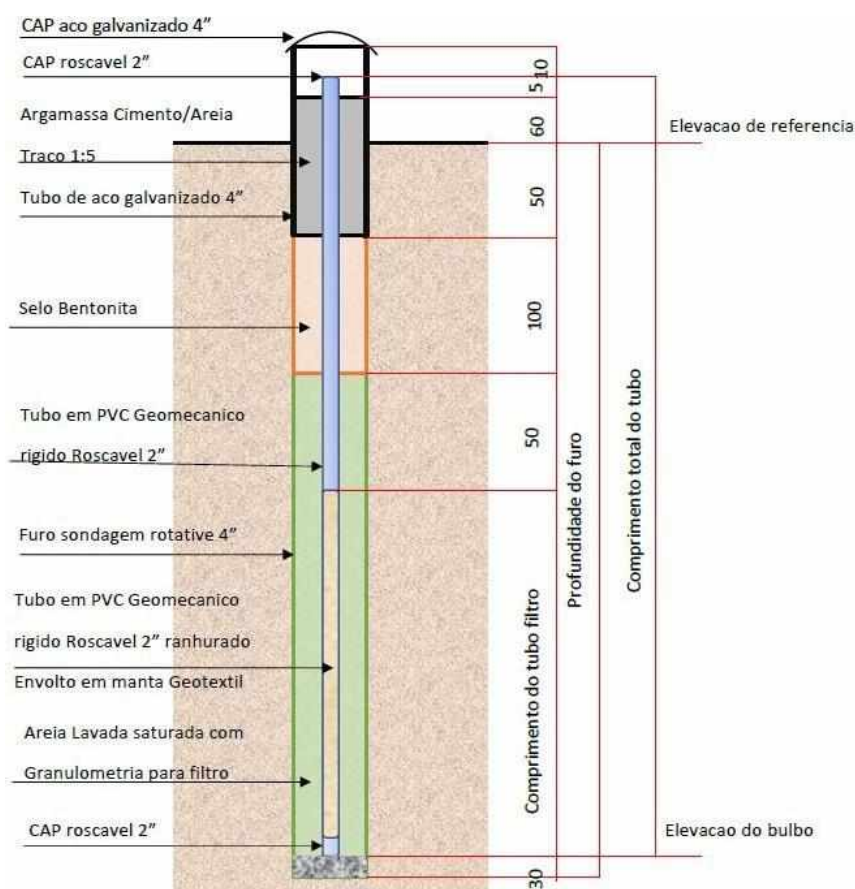 CAP aco galvanizado 4”
CAP roscavel 2”
Argamassa Cimento/Areia
Traco 1:5
Tubo de aco galvanizado 4”
Selo Bentonita
Tubo em PVC Geomecanico
rigido Roscavel 2”
Furo sondagem rotative 4”
Tubo em PVC Geomecanico
rigido Roscavel 2” ranhurado
Envolto em manta Geotextil
Areia Lavada saturada com
Granulometria para filtro
CAP roscavel 2”
10
5
60
50
100
50
Comprimento do tubo filtro
30
Profundidade do furo
Comprimento total do tubo
Elevacao de referencia
Elevacao do bulbo